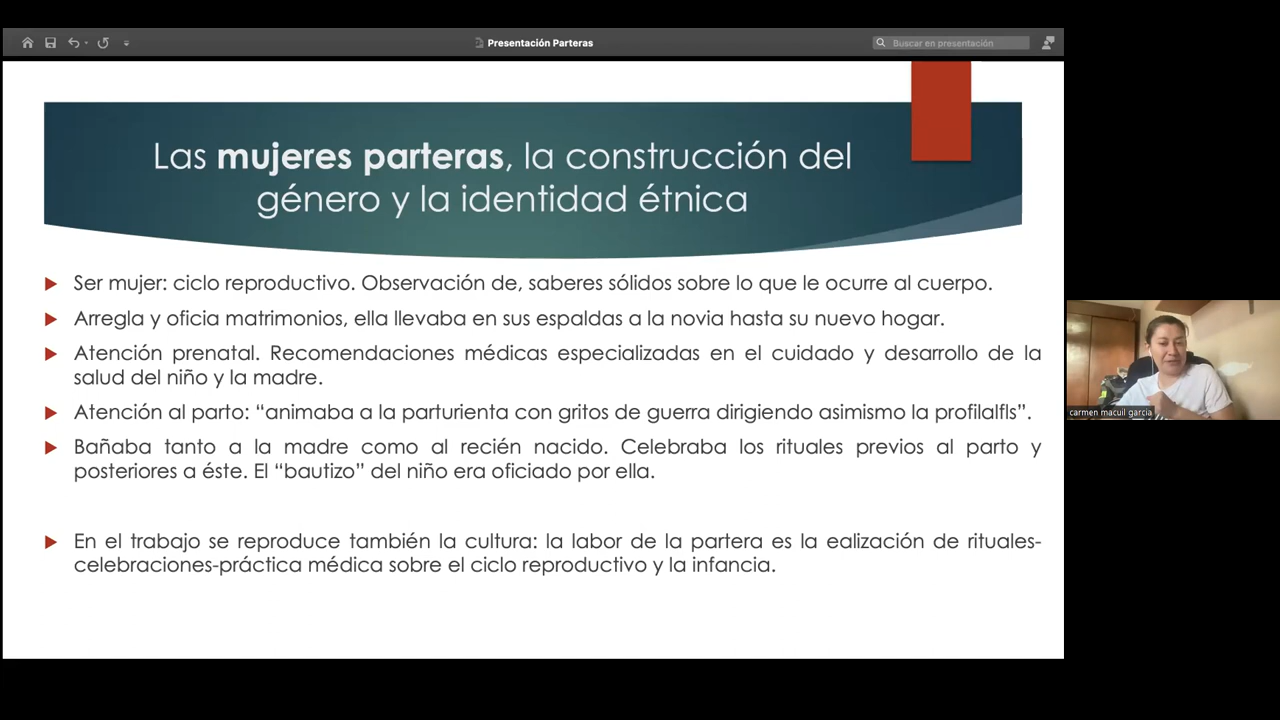 Presentación Parteras
Buscar en presentación
Las mujeres parteras, la construcción del
género y la identidad étnica
Ser mujer: ciclo reproductivo. Observación de, saberes sólidos sobre lo que le ocurre al cuerpo.
Arregla y oficia matrimonios, ella llevaba en sus espaldas a la novia hasta su nuevo hogar.
Atención prenatal. Recomendaciones médicas especializadas en el cuidado y desarrollo de la
salud del niño y la madre.
Atención al parto: “animaba a la parturienta con gritos de guerra dirigiendo asimismo la profilalfls”.
Bañaba tanto a la madre como al recién nacido. Celebraba los rituales previos al parto y
posteriores a éste. El “bautizo” del niño era oficiado por ella.
En el trabajo se reproduce también la cultura: la labor de la partera es la ealización de rituales-
celebraciones-práctica médica sobre el ciclo reproductivo y la infancia.
carmen macuil garcia